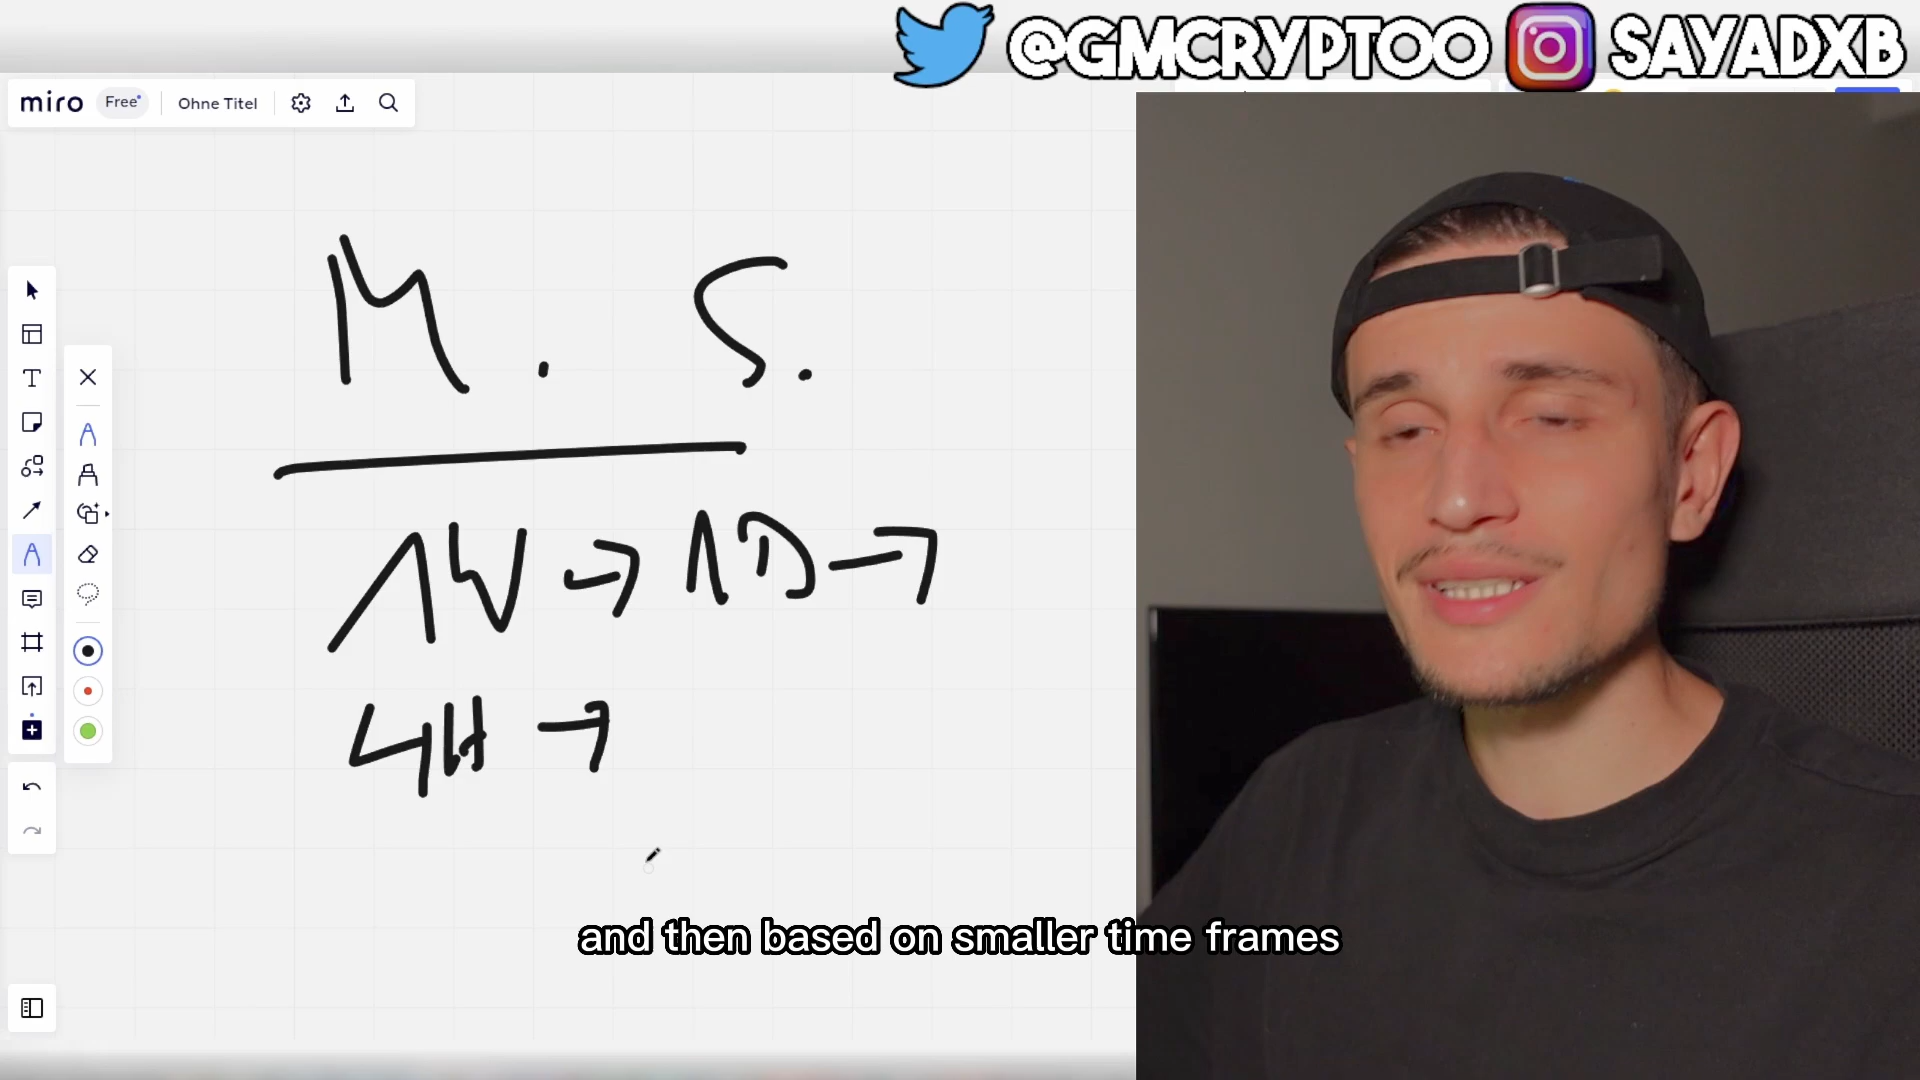 @GMCRYPTOO SAYADXB
miro Free Ohne Titel
M. S.
1W → 1D →
4H →
and then based on smaller time frames